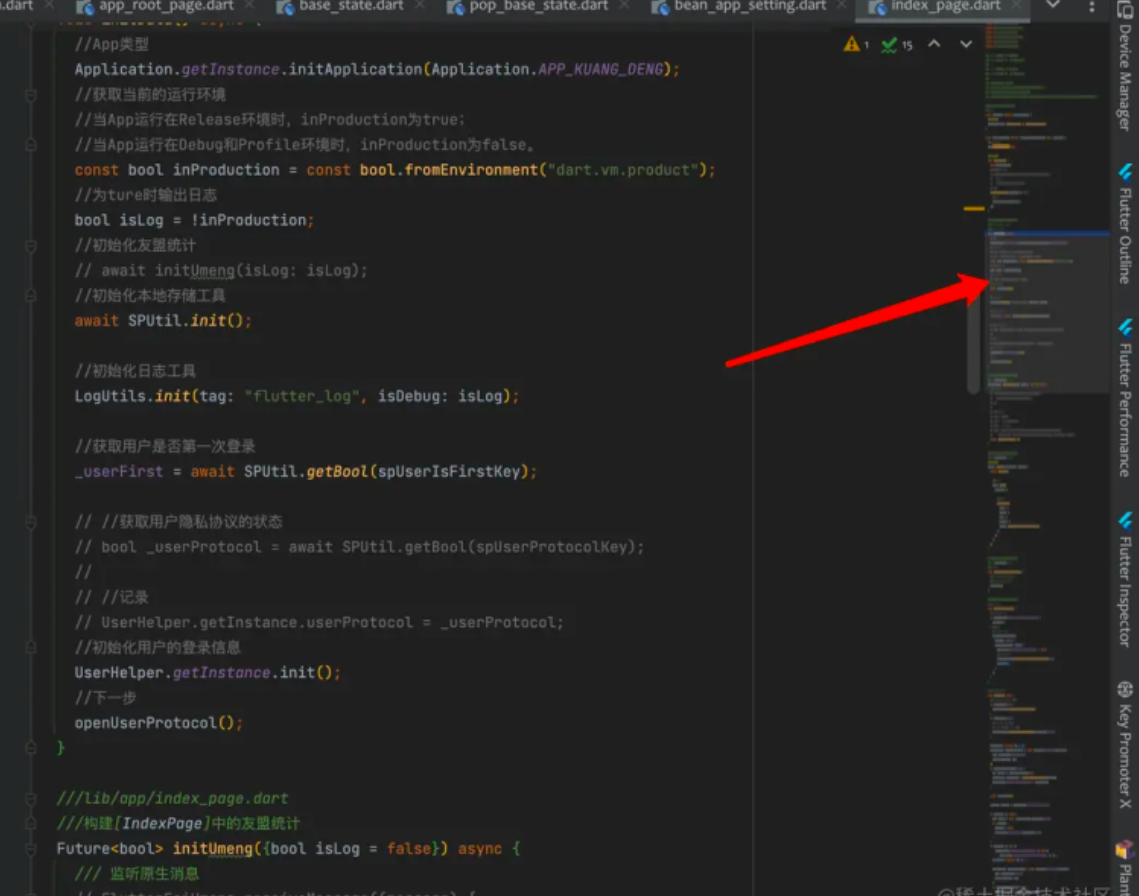 .dart app_root_page.dart base_state.dart pop_base_state.dart bean_app_setting.dart index_page.dart
//App类型
Application.getInstance.initApplication(Application.APP_KUANG_DENG);
//获取当前的运行环境
//当App运行在Release环境时，inProduction为true；
//当App运行在Debug和Profile环境时，inProduction为false。
const bool inProduction = const bool.fromEnvironment("dart.vm.product");
//为ture时输出日志
bool isLog = !inProduction;
//初始化友盟统计
// await initUmeng(isLog: isLog);
//初始化本地存储工具
await SPUtil.init();
//初始化日志工具
LogUtils.init(tag: "flutter_log", isDebug: isLog);
//获取用户是否第一次登录
_userFirst = await SPUtil.getBool(spUserIsFirstKey);
// //获取用户隐私协议的状态
// bool _userProtocol = await SPUtil.getBool(spUserProtocolKey);
//
// //记录
// UserHelper.getInstance.userProtocol = _userProtocol;
//初始化用户的登录信息
UserHelper.getInstance.init();
//下一步
openUserProtocol();
}
///lib/app/index_page.dart
///构建[IndexPage]中的友盟统计
Future<bool> initUmeng({bool isLog = false}) async {
/// 监听原生消息
1 15
Device Manager
Flutter Outline
Flutter Performance
Flutter Inspector
Key Promoter X
@稀土掘金技术社区